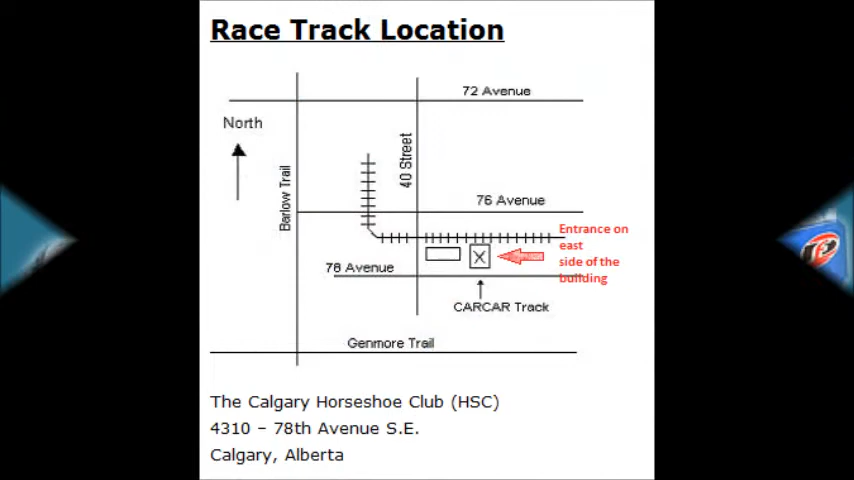 Race Track Location
72 Avenue
North
40 Street
Barlow Trail
76 Avenue
Entrance on
east
side of the
building
78 Avenue
X
CARCAR Track
Genmore Trail
The Calgary Horseshoe Club (HSC)
4310 – 78th Avenue S.E.
Calgary, Alberta